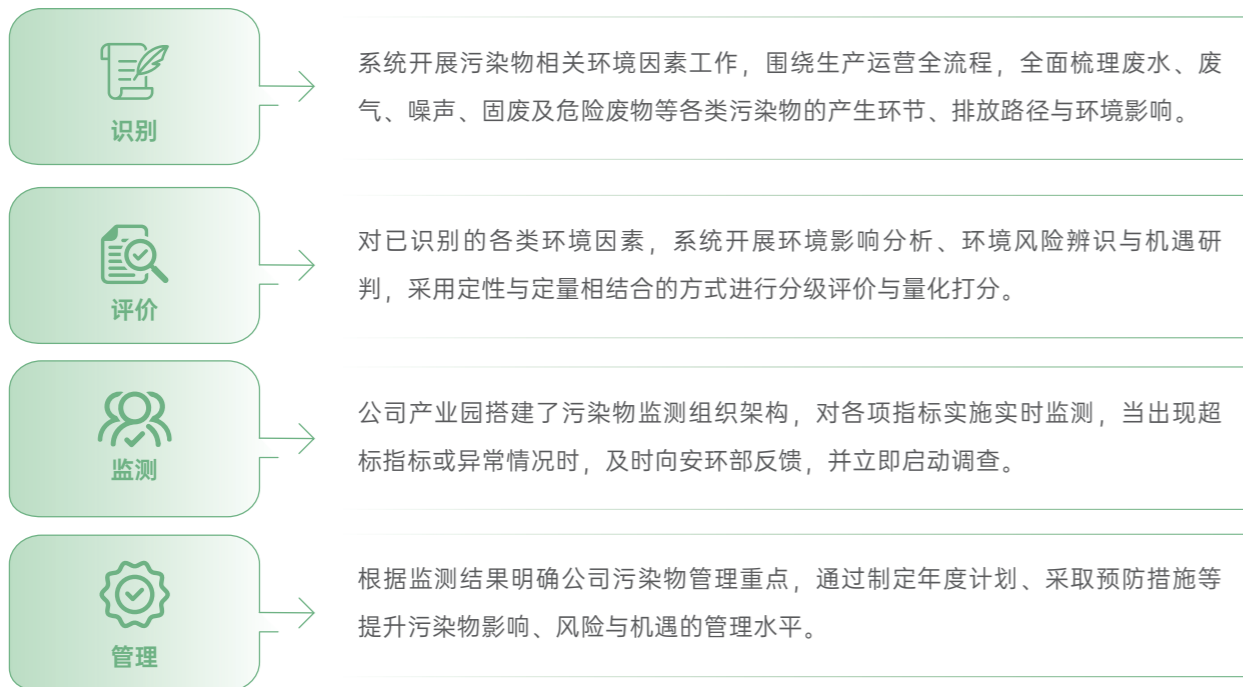 识别
系统开展污染物相关环境因素工作，围绕生产运营全流程，全面梳理废水、废
气、噪声、固废及危险废物等各类污染物的产生环节、排放路径与环境影响。
评价
对已识别的各类环境因素，系统开展环境影响分析、环境风险辨识与机遇研
判，采用定性与定量相结合的方式进行分级评价与量化打分。
监测
公司产业园搭建了污染物监测组织架构，对各项指标实施实时监测，当出现超
标指标或异常情况时，及时向安环部反馈，并立即启动调查。
管理
根据监测结果明确公司污染物管理重点，通过制定年度计划、采取预防措施等
提升污染物影响、风险与机遇的管理水平。